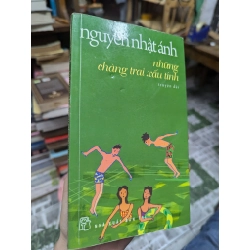 nguyễn nhật ánh
những
chàng trai xấu tính
truyện dài